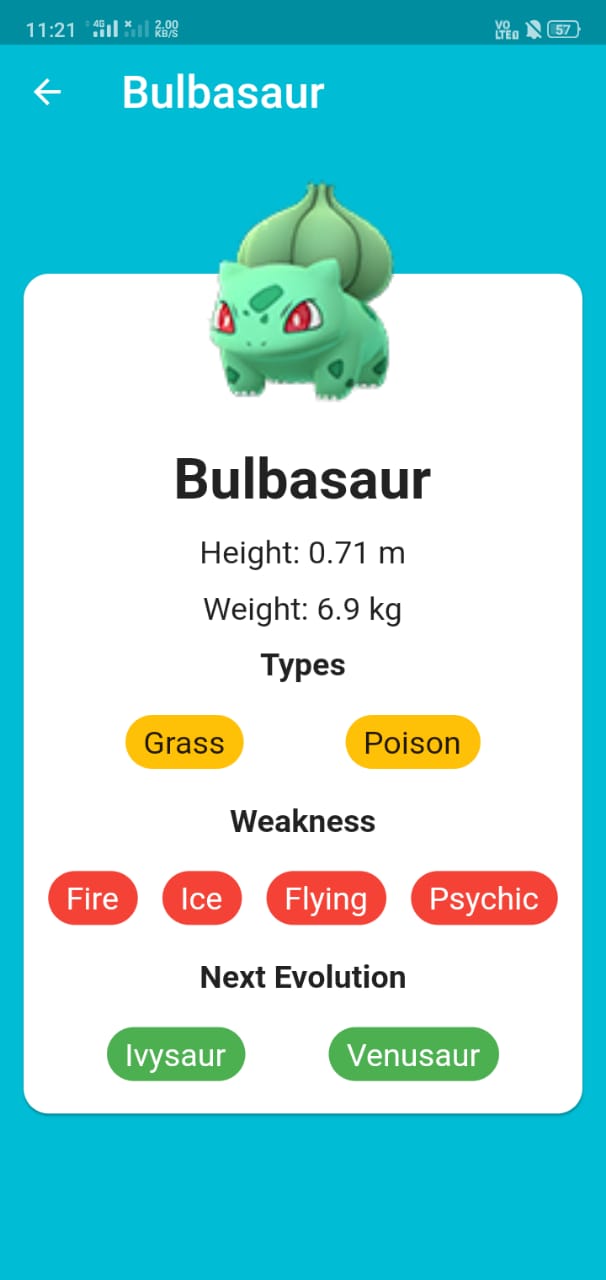 11:21 4G 2.00 KB/S VO LTE 57
Bulbasaur
Bulbasaur
Height: 0.71 m
Weight: 6.9 kg
Types
Grass Poison
Weakness
Fire Ice Flying Psychic
Next Evolution
Ivysaur Venusaur